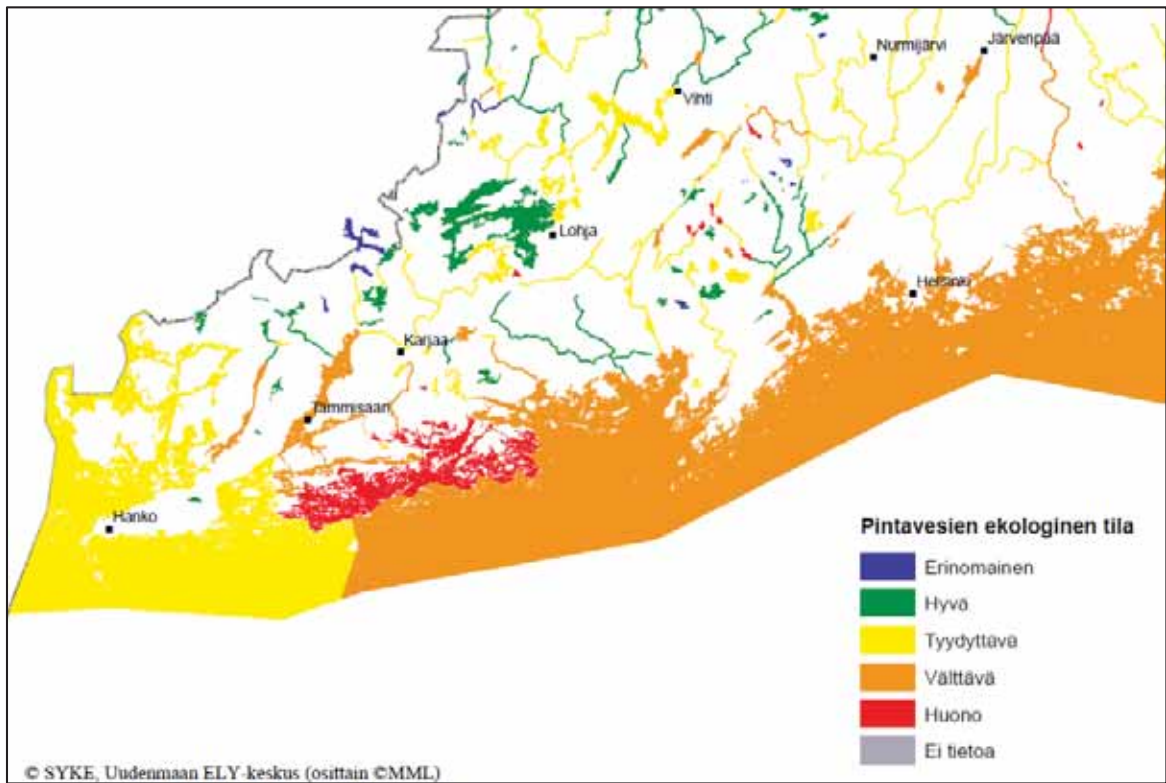 Nurmijärvi
Järvenpää
Vihti
Lohja
Helsinki
Karjaa
Tammisaari
Hanko
Pintavesien ekologinen tila
Erinomainen
Hyvä
Tyydyttävä
Välttävä
Huono
Ei tietoa
© SYKE, Uudenmaan ELY-keskus (osittain ©MML)